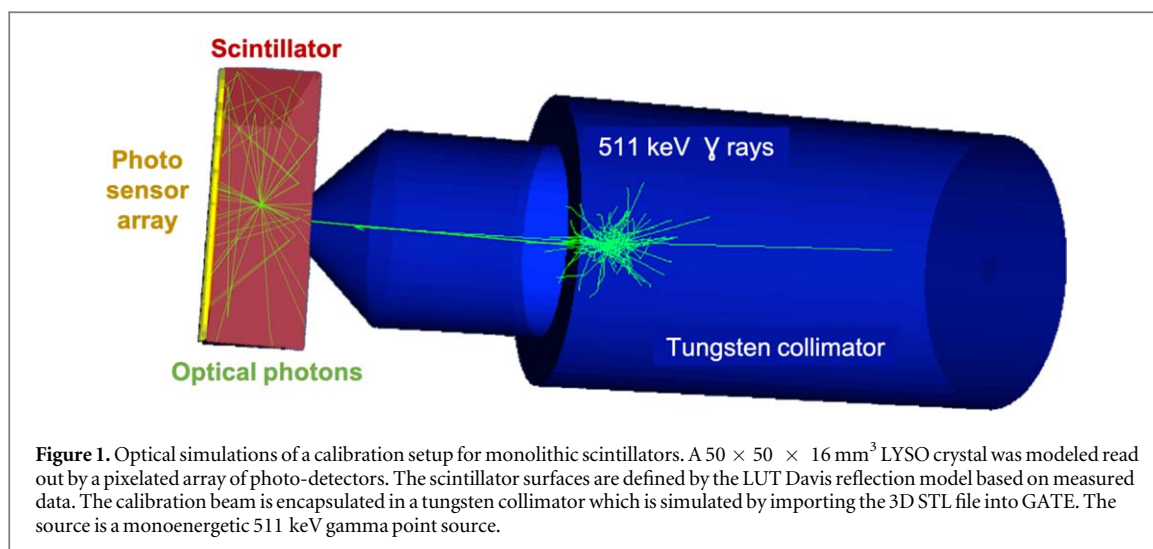 Scintillator
511 keV Ɣ rays
Photo
sensor
array
Tungsten collimator
Optical photons
Figure 1. Optical simulations of a calibration setup for monolithic scintillators. A 50 × 50 × 16 mm³ LYSO crystal was modeled read
out by a pixelated array of photo-detectors. The scintillator surfaces are defined by the LUT Davis reflection model based on measured
data. The calibration beam is encapsulated in a tungsten collimator which is simulated by importing the 3D STL file into GATE. The
source is a monoenergetic 511 keV gamma point source.